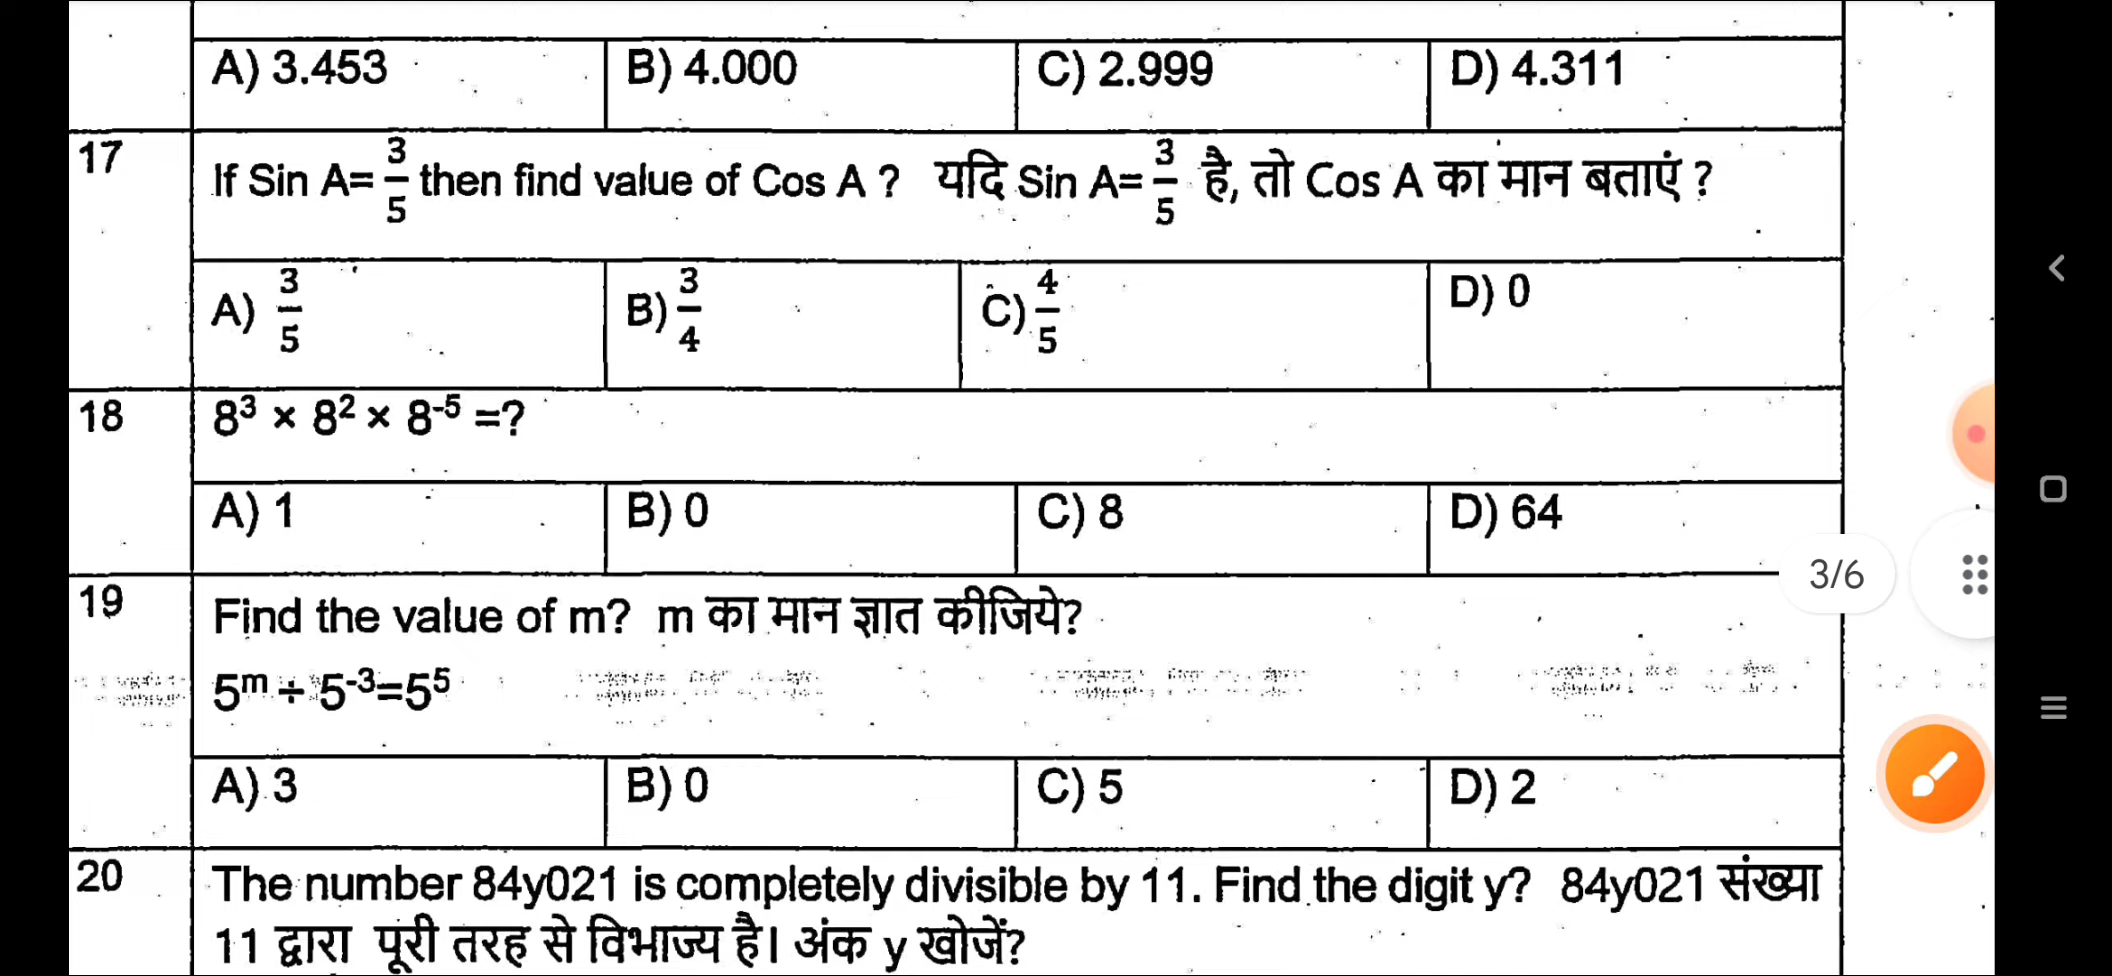 A) 3.453 B) 4.000 C) 2.999 D) 4.311
17 If Sin A= 3/5 then find value of Cos A ? यदि Sin A= 3/5 है, तो Cos A का मान बताएं ?
A) 3/5 B) 3/4 C) 4/5 D) 0
18 8³ × 8² × 8⁻⁵ =?
A) 1 B) 0 C) 8 D) 64
19 Find the value of m? m का मान ज्ञात कीजिये?
5ᵐ ÷ 5⁻³=5⁵
A) 3 B) 0 C) 5 D) 2
3/6
20 The number 84y021 is completely divisible by 11. Find the digit y? 84y021 संख्या
11 द्वारा पूरी तरह से विभाज्य है। अंक y खोजें?